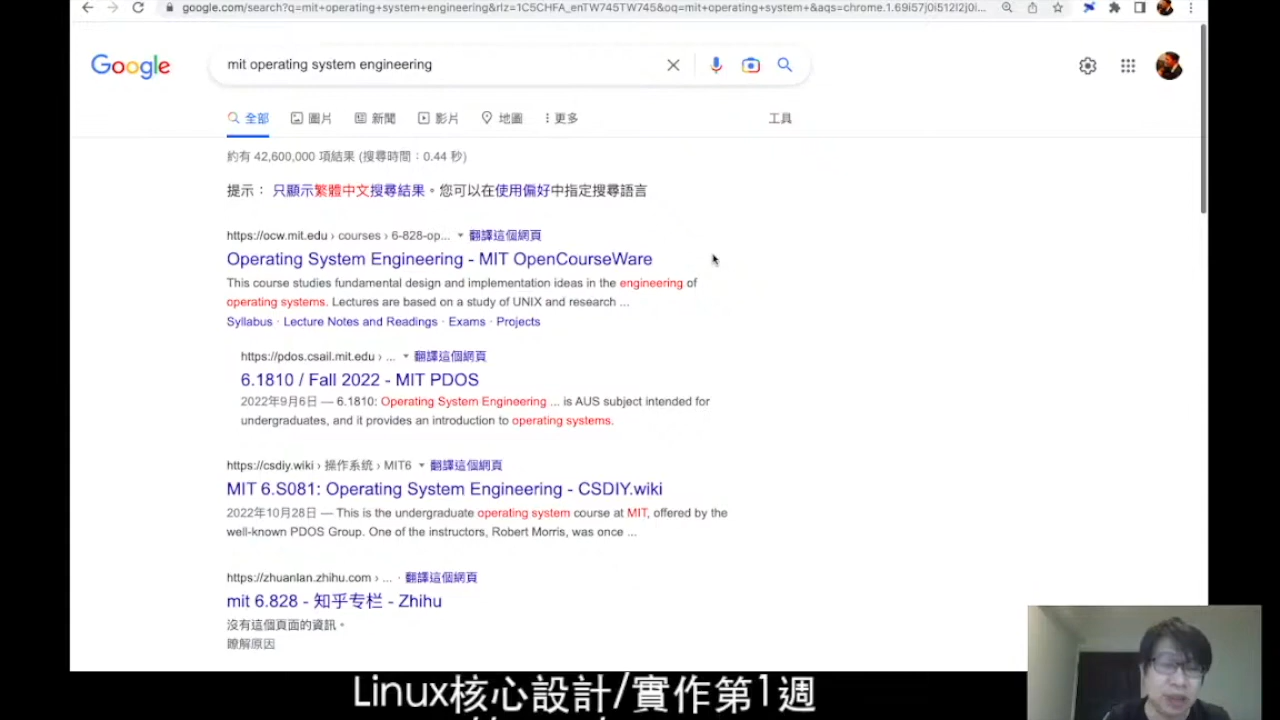 google.com/search?q=mit+operating+system+engineering&rlz=1C5CHFA_enTW745TW745&oq=mit+operating+system+&aqs=chrome.1.69i57j0i512l2j0i...
Google
mit operating system engineering
全部 圖片 新聞 影片 地圖 更多 工具
約有 42,600,000 項結果 (搜尋時間：0.44 秒)
提示： 只顯示繁體中文搜尋結果。您可以在使用偏好中指定搜尋語言
https://ocw.mit.edu › courses › 6-828-op... 翻譯這個網頁
Operating System Engineering - MIT OpenCourseWare
This course studies fundamental design and implementation ideas in the engineering of
operating systems. Lectures are based on a study of UNIX and research ...
Syllabus · Lecture Notes and Readings · Exams · Projects
https://pdos.csail.mit.edu › ... 翻譯這個網頁
6.1810 / Fall 2022 - MIT PDOS
2022年9月6日 — 6.1810: Operating System Engineering ... is AUS subject intended for
undergraduates, and it provides an introduction to operating systems.
https://csdiy.wiki › 操作系統 › MIT6 翻譯這個網頁
MIT 6.S081: Operating System Engineering - CSDIY.wiki
2022年10月28日 — This is the undergraduate operating system course at MIT, offered by the
well-known PDOS Group. One of the instructors, Robert Morris, was once ...
https://zhuanlan.zhihu.com › ... · 翻譯這個網頁
mit 6.828 - 知乎专栏 - Zhihu
沒有這個頁面的資訊。
瞭解原因
Linux核心設計/實作第1週